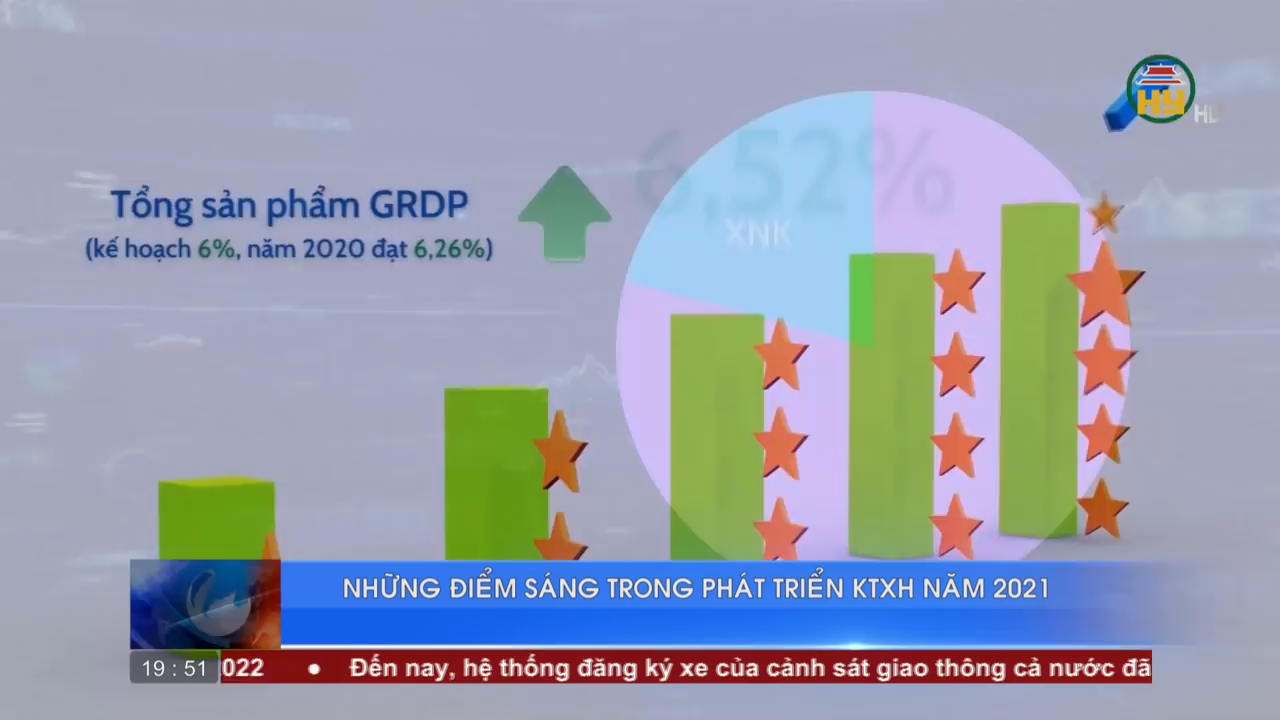 HY
HD
6,52%
Tổng sản phẩm GRDP
(kế hoạch 6%, năm 2020 đạt 6,26%)
XNK
NHỮNG ĐIỂM SÁNG TRONG PHÁT TRIỂN KTXH NĂM 2021
19 : 51 022 • Đến nay, hệ thống đăng ký xe của cảnh sát giao thông cả nước đã